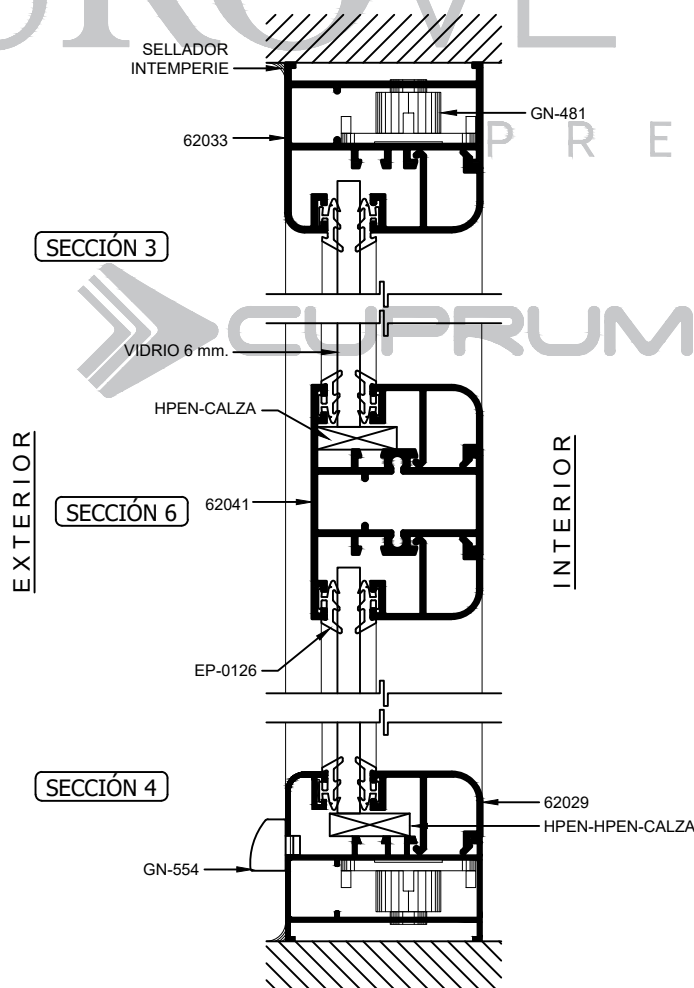 SELLADOR
INTEMPERIE
GN-481
62033
P R E
SECCIÓN 3
CUPRUM
VIDRIO 6 mm.
HPEN-CALZA
EXTERIOR
INTERIOR
SECCIÓN 6
62041
EP-0126
SECCIÓN 4
62029
HPEN-HPEN-CALZA
GN-554